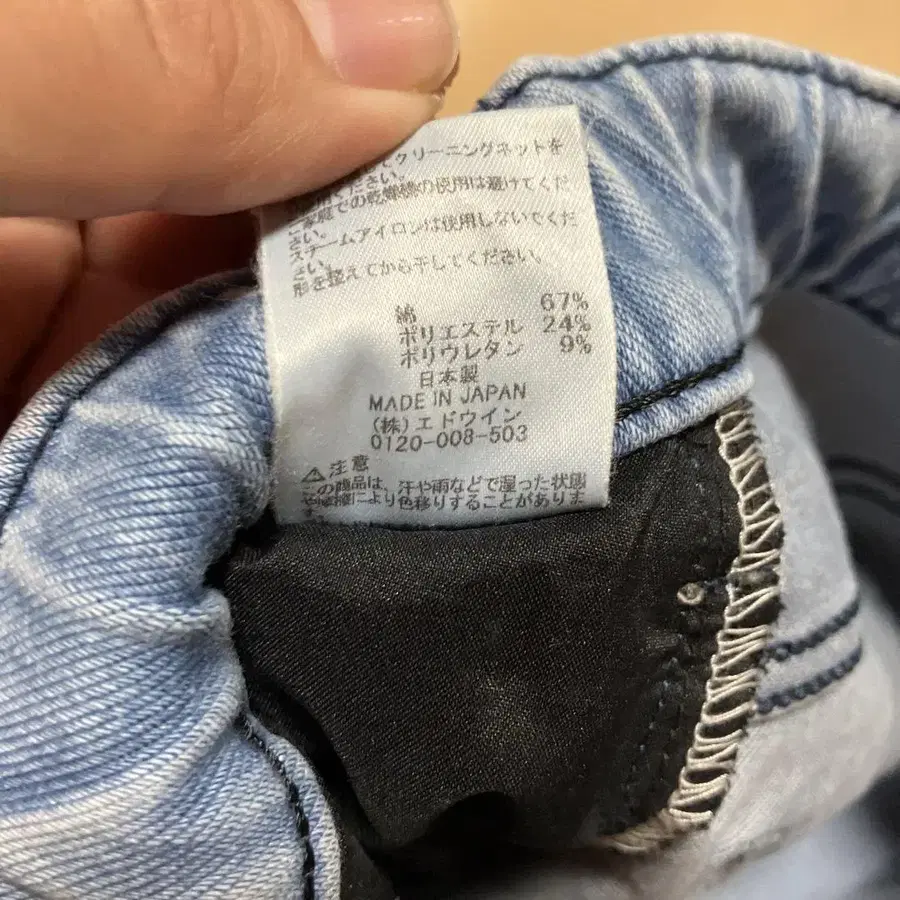 てクリーニングネットを
ください。
ご家庭での乾燥機の使用は避けてくだ
さい。
スチームアイロンは使用しないでくだ
さい。
形を整えてから干してください。
綿 67%
ポリエステル 24%
ポリウレタン 9%
日本製
MADE IN JAPAN
(株)エドウイン
0120-008-503
⚠注意
この商品は、汗や雨などで湿った状態
や摩擦により色移りすることがありま